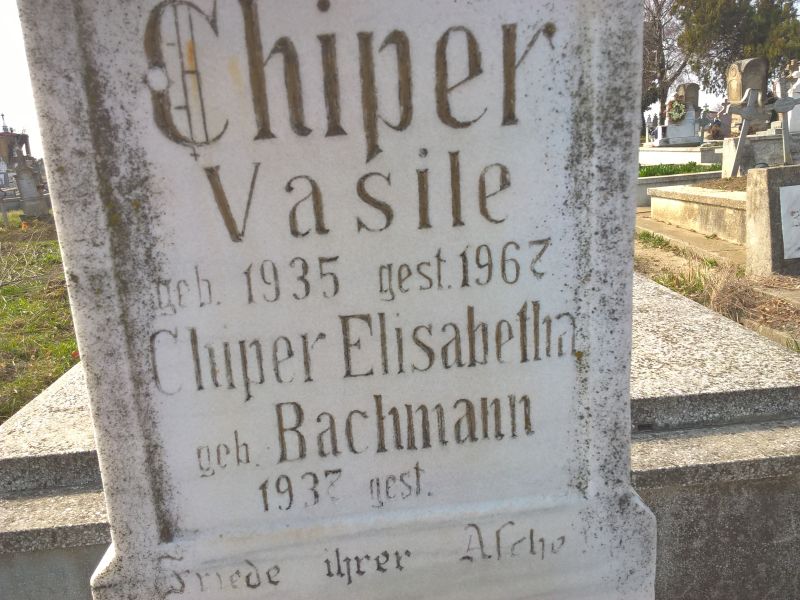 Chiper
Vasile
geb. 1935 gest. 1967
Chiper Elisabetha
geb. Bachmann
1937 gest.
Friede ihrer Asche